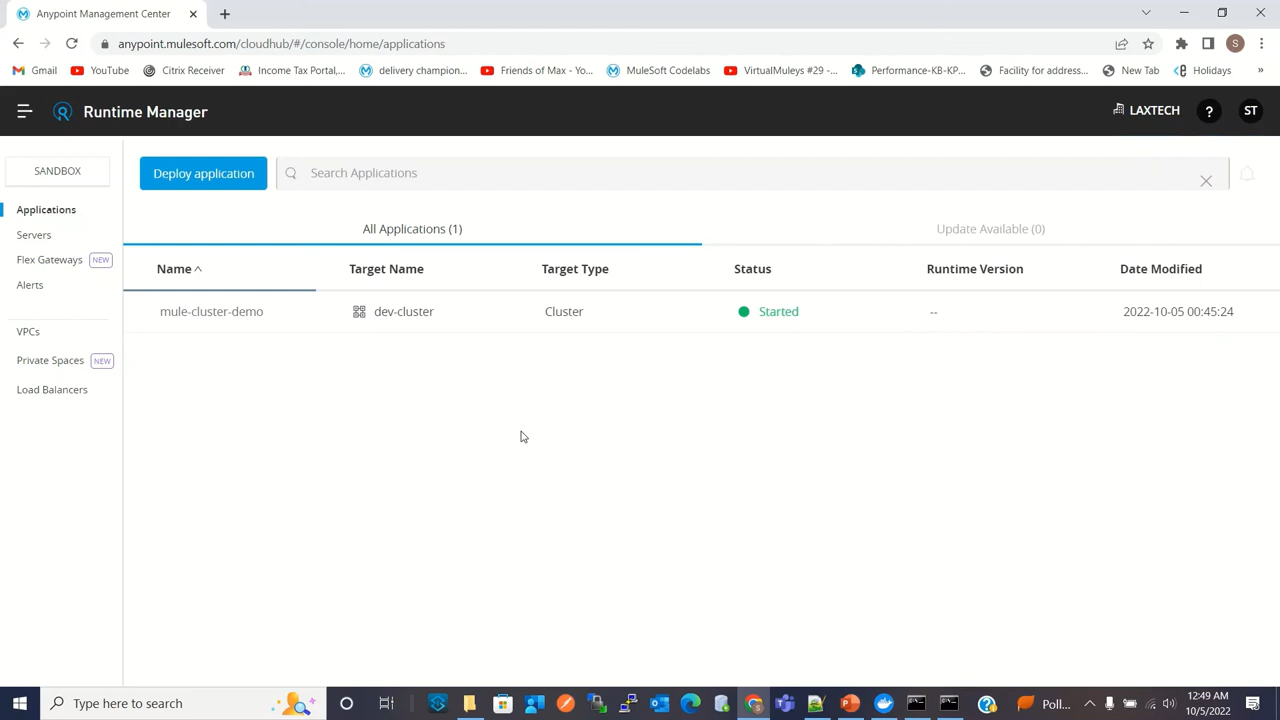 Anypoint Management Center
anypoint.mulesoft.com/cloudhub/#/console/home/applications
S
Gmail
YouTube
Citrix Receiver
Income Tax Portal,...
delivery champion...
Friends of Max - Yo...
MuleSoft Codelabs
VirtualMuleys #29 -...
Performance-KB-KP...
Facility for address...
New Tab
Holidays
»
Runtime Manager
LAXTECH
?
ST
SANDBOX
Applications
Servers
Flex Gateways NEW
Alerts
VPCs
Private Spaces NEW
Load Balancers
Deploy application
Search Applications
All Applications (1)
Update Available (0)
Name
Target Name
Target Type
Status
Runtime Version
Date Modified
mule-cluster-demo
dev-cluster
Cluster
Started
--
2022-10-05 00:45:24
Type here to search
Poll...
12:49 AM
10/5/2022